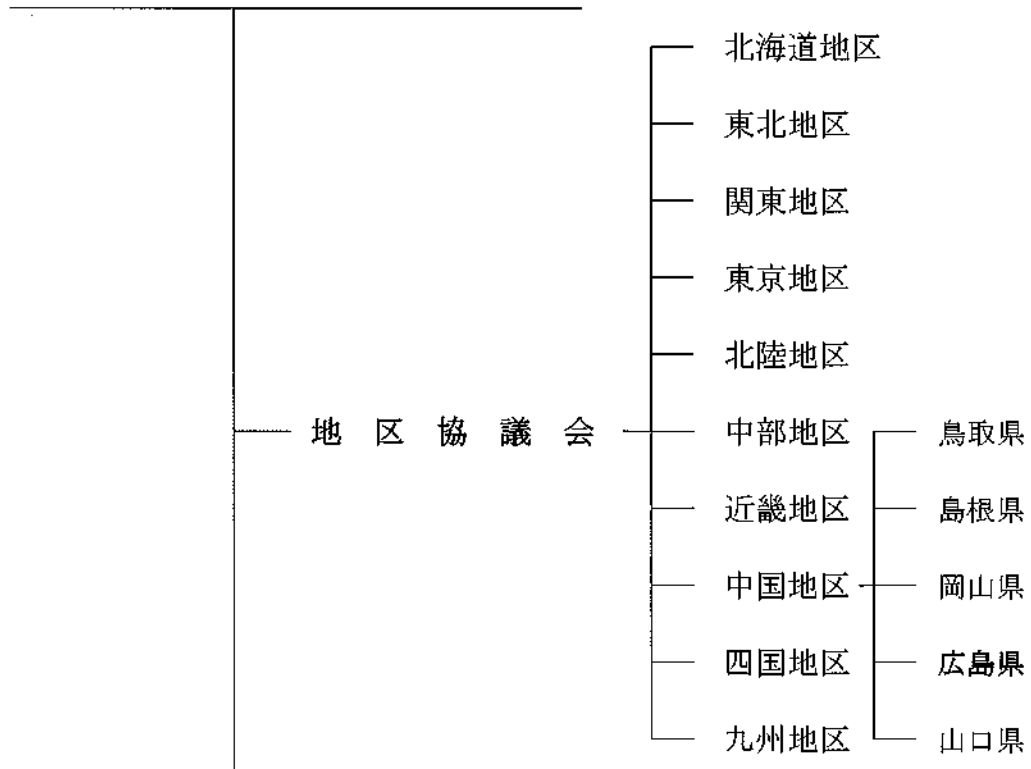 北海道地区
東北地区
関東地区
東京地区
北陸地区
地区協議会
中部地区
近畿地区
中国地区
四国地区
九州地区
鳥取県
島根県
岡山県
広島県
山口県